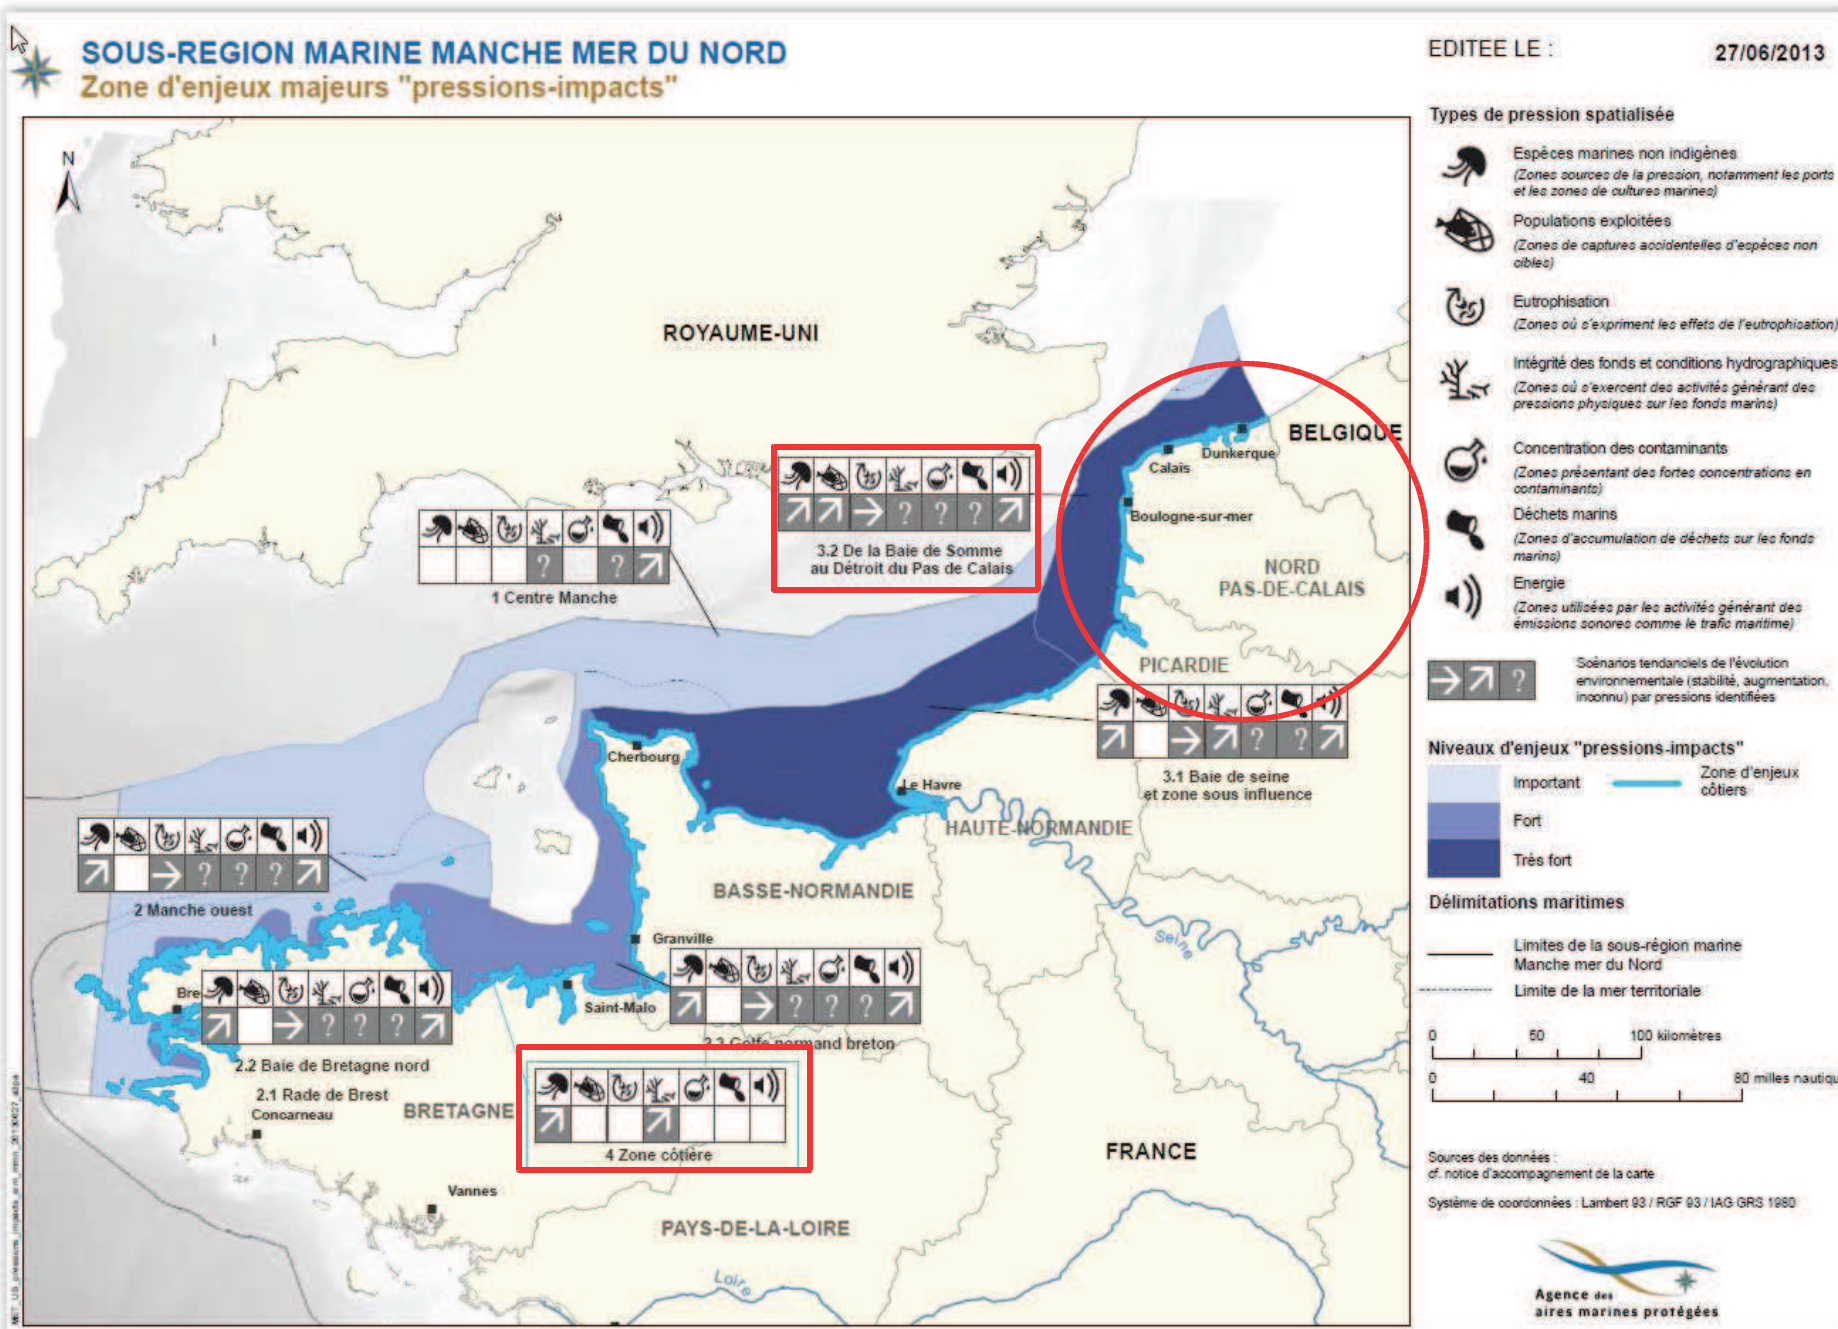 SOUS-REGION MARINE MANCHE MER DU NORD
Zone d'enjeux majeurs "pressions-impacts"
EDITEE LE :
27/06/2013
N
ROYAUME-UNI
BELGIQUE
Dunkerque
Calais
Boulogne-sur-mer
NORD
PAS-DE-CALAIS
PICARDIE
? ? ?
3.2 De la Baie de Somme
au Détroit du Pas de Calais
? ?
1 Centre Manche
? ?
3.1 Baie de seine
et zone sous influence
Cherbourg
Le Havre
HAUTE-NORMANDIE
BASSE-NORMANDIE
Seine
? ? ?
2 Manche ouest
Granville
Saint-Malo
? ? ?
3.3 Golfe normand breton
Bre
? ? ?
2.2 Baie de Bretagne nord
2.1 Rade de Brest
Concarneau
BRETAGNE
4 Zone côtière
Vannes
PAYS-DE-LA-LOIRE
Loire
FRANCE
Types de pression spatialisée
Espèces marines non indigènes
(Zones sources de la pression, notamment les ports
et les zones de cultures marines)
Populations exploitées
(Zones de captures accidentelles d'espèces non
cibles)
Eutrophisation
(Zones où s'expriment les effets de l'eutrophisation)
Intégrité des fonds et conditions hydrographiques
(Zones où s'exercent des activités générant des
pressions physiques sur les fonds marins)
Concentration des contaminants
(Zones présentant des fortes concentrations en
contaminants)
Déchets marins
(Zones d'accumulation de déchets sur les fonds
marins)
Energie
(Zones utilisées par les activités générant des
émissions sonores comme le trafic maritime)
?
Scénarios tendanciels de l'évolution
environnementale (stabilité, augmentation,
inconnu) par pressions identifiées
Niveaux d'enjeux "pressions-impacts"
Important
Fort
Très fort
Zone d'enjeux
côtiers
Délimitations maritimes
Limites de la sous-région marine
Manche mer du Nord
Limite de la mer territoriale
0 50 100 kilomètres
0 40 80 milles nautiqu
Sources des données :
cf. notice d'accompagnement de la carte
Système de coordonnées : Lambert 93 / RGF 93 / IAG GRS 1980
Agence des
aires marines protégées